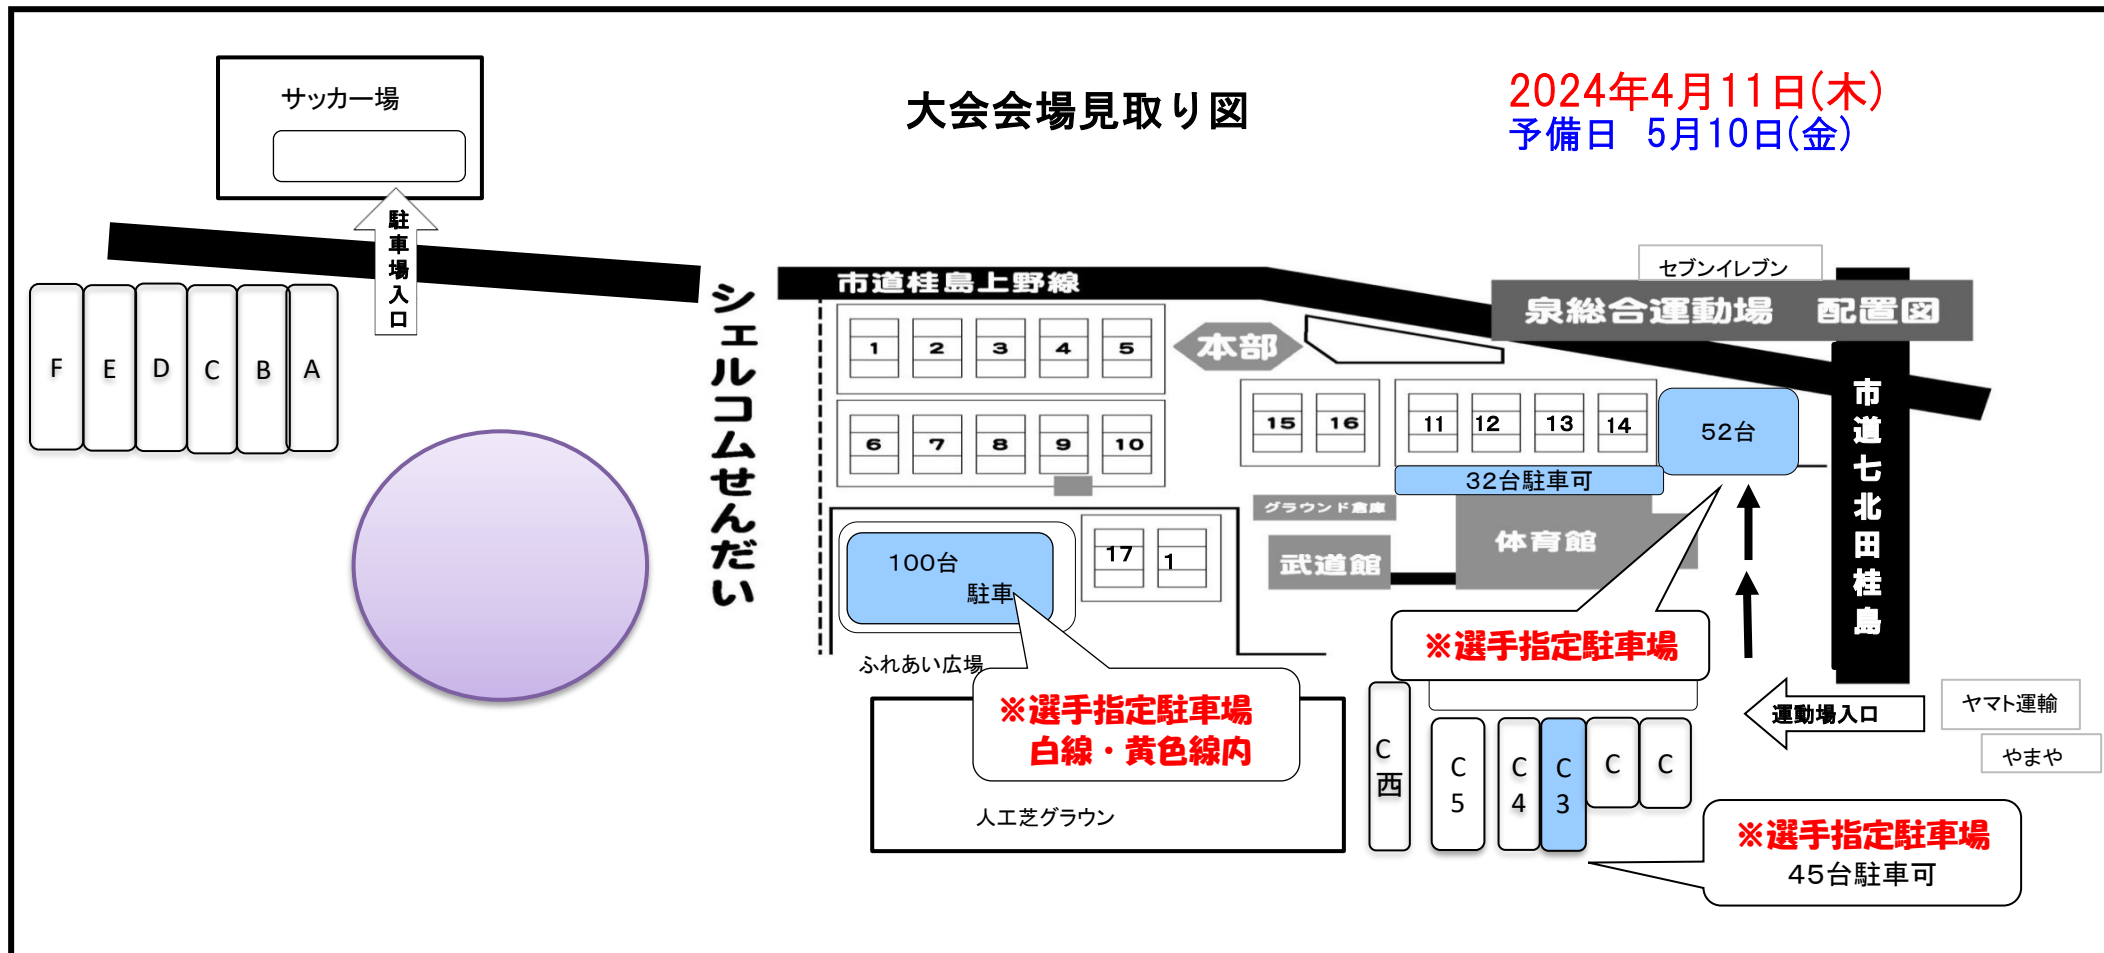 サッカー場
大会会場見取り図
2024年4月11日(木)
予備日 5月10日(金)
駐車場入口
セブンイレブン
市道桂島上野線
泉総合運動場 配置図
シェルコムせんだい
本部
市道七北田桂島
F E D C B A
1 2 3 4 5
6 7 8 9 10
15 16 11 12 13 14
52台
32台駐車可
グラウンド倉庫
体育館
武道館
100台
駐車
17 1
ふれあい広場
※選手指定駐車場
※選手指定駐車場
白線・黄色線内
人工芝グラウン
運動場入口
ヤマト運輸
やまや
C西
C5
C4
C3
C
C
※選手指定駐車場
45台駐車可